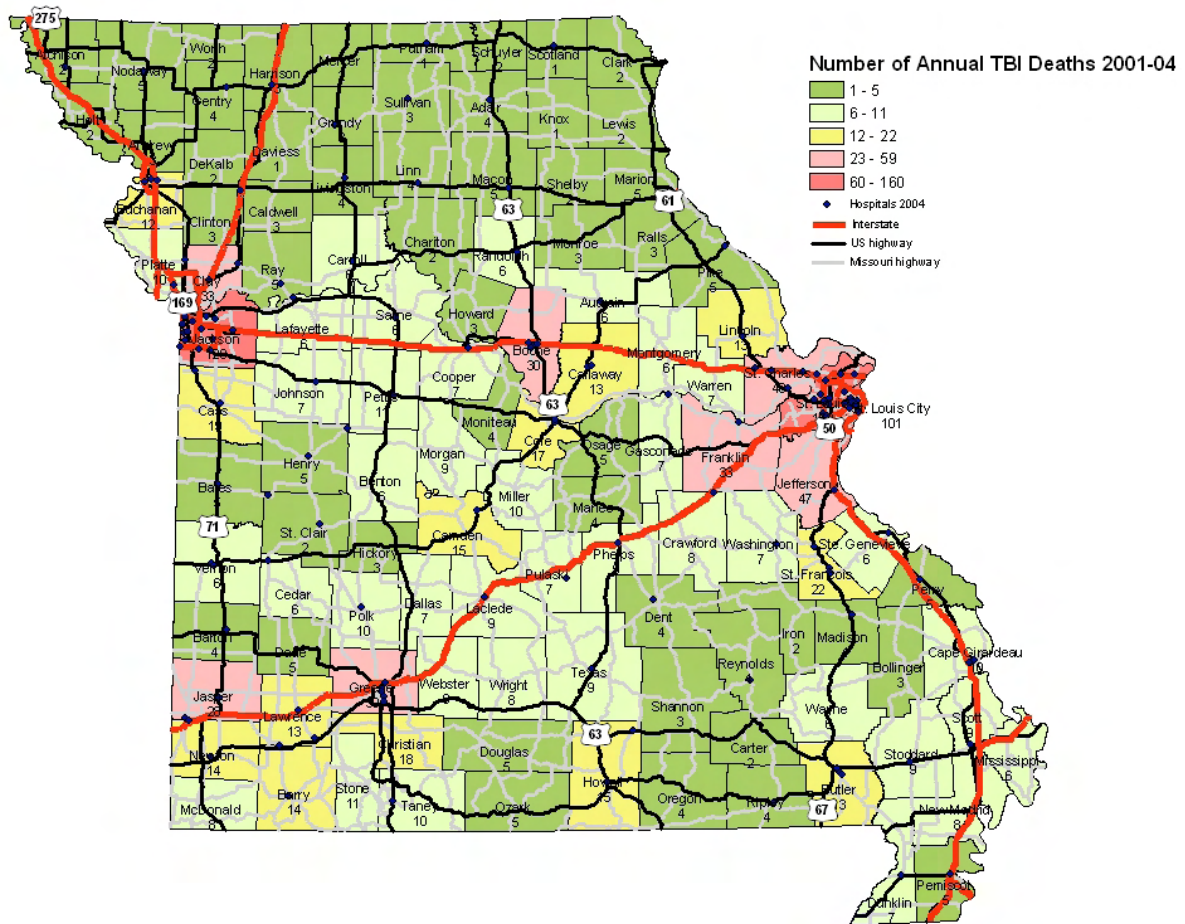 275
Number of Annual TBI Deaths 2001-04
1 - 5
6 - 11
12 - 22
23 - 59
60 - 160
Hospitals 2004
Interstate
US highway
Missouri highway
Atchison
2
Nodaway
Worth
Harrison
Mercer
Putnam
1
Schuyler
2
Scotland
1
Clark
2
Gentry
4
Sullivan
3
Adair
4
Knox
1
Lewis
2
Holt
2
Andrew
DeKalb
2
Daviess
1
Grundy
Livingston
4
Linn
4
Macon
Shelby
Marion
5
63
61
Buchanan
12
Clinton
3
Caldwell
3
Chariton
2
Randolph
6
Monroe
3
Ralls
3
Platte
10
Clay
33
Ray
5
Carroll
6
Pike
5
169
Jackson
Lafayette
8
Saline
6
Howard
3
Boone
30
Audrain
6
Callaway
13
Montgomery
6
Lincoln
13
Warren
7
St. Charles
St. Louis City
101
50
Cass
19
Johnson
7
Pettis
Cooper
7
Moniteau
4
63
Cole
17
Osage
5
Gasconade
7
Franklin
33
Jefferson
47
Bates
Henry
5
Benton
Morgan
9
Miller
10
Maries
4
71
St. Clair
2
Hickory
3
Camden
15
Pulaski
7
Phelps
Crawford
8
Washington
7
Ste. Genevieve
6
St. Francois
22
Perry
Vernon
6
Cedar
6
Polk
10
Dallas
7
Laclede
9
Dent
4
Iron
2
Madison
Bollinger
3
Cape Girardeau
Barton
4
Dade
5
Greene
Webster
Wright
8
Texas
9
Reynolds
Shannon
3
Wayne
Scott
Jasper
Lawrence
13
Newton
14
Christian
18
Douglas
5
63
Howell
Carter
2
Butler
Stoddard
9
Mississippi
6
McDonald
8
Barry
14
Stone
11
Taney
10
Ozark
5
Oregon
4
Ripley
4
67
New Madrid
8
Pemiscot
5
Dunklin
7